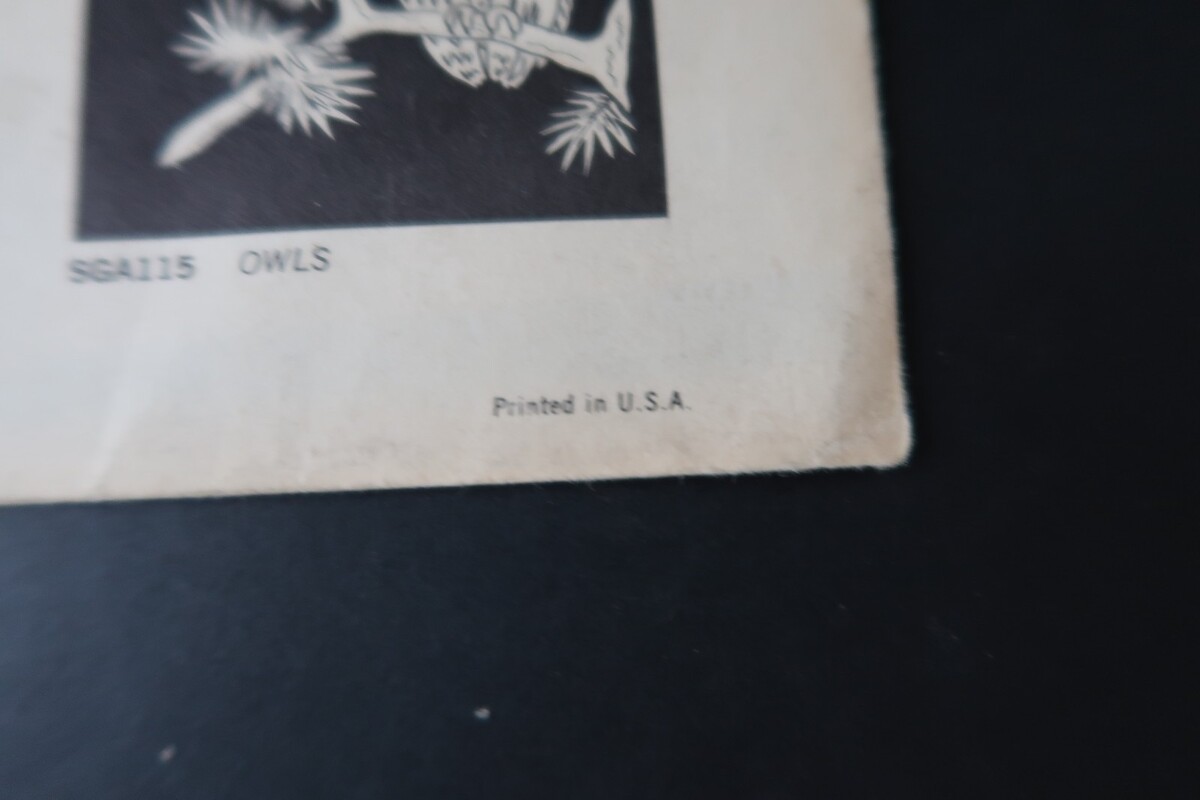 SGA115 OWLS
Printed in U.S.A.